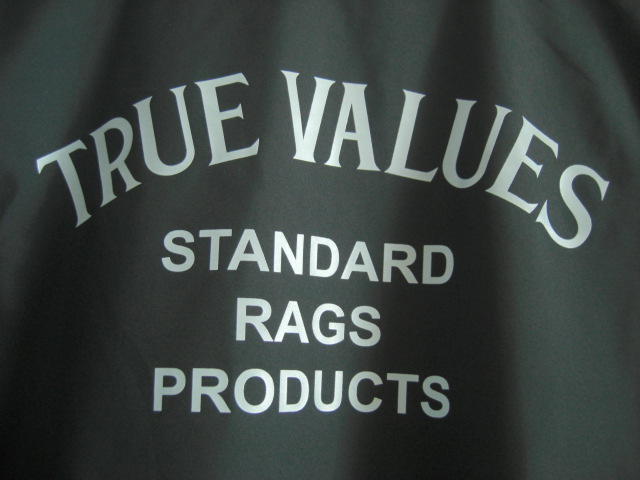 TRUE VALUES
STANDARD
RAGS
PRODUCTS